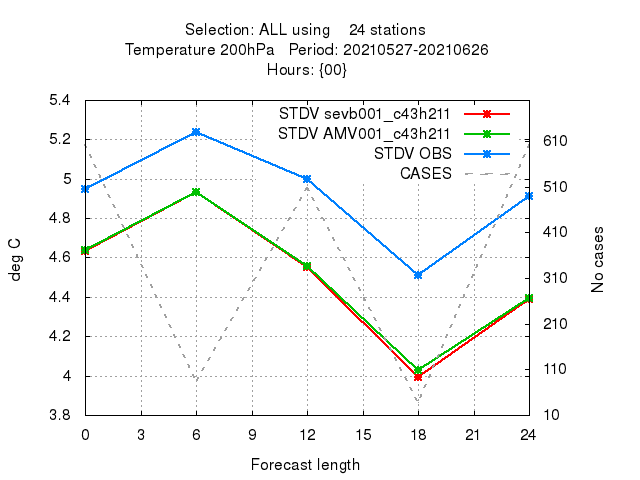 Selection: ALL using    24 stations
Temperature 200hPa   Period: 20210527-20210626
Hours: {00}
STDV sevb001_c43h211
STDV AMV001_c43h211
STDV OBS
CASES
deg C
5.4
5.2
5
4.8
4.6
4.4
4.2
4
3.8
No cases
610
510
410
310
210
110
10
0 3 6 9 12 15 18 21 24
Forecast length